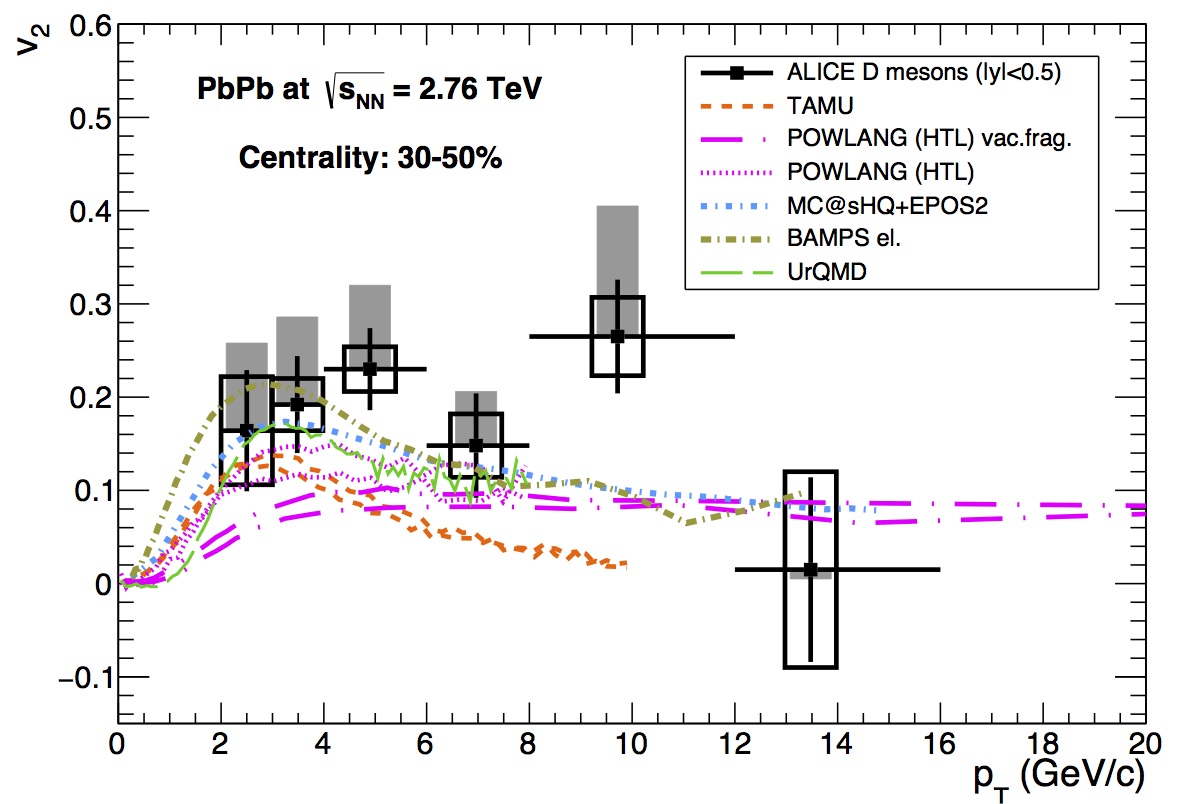 v2
0.6
0.5
0.4
0.3
0.2
0.1
0
−0.1
PbPb at √sNN = 2.76 TeV
Centrality: 30-50%
ALICE D mesons (|y|<0.5)
TAMU
POWLANG (HTL) vac.frag.
POWLANG (HTL)
MC@sHQ+EPOS2
BAMPS el.
UrQMD
0 2 4 6 8 10 12 14 16 18 20
pT (GeV/c)